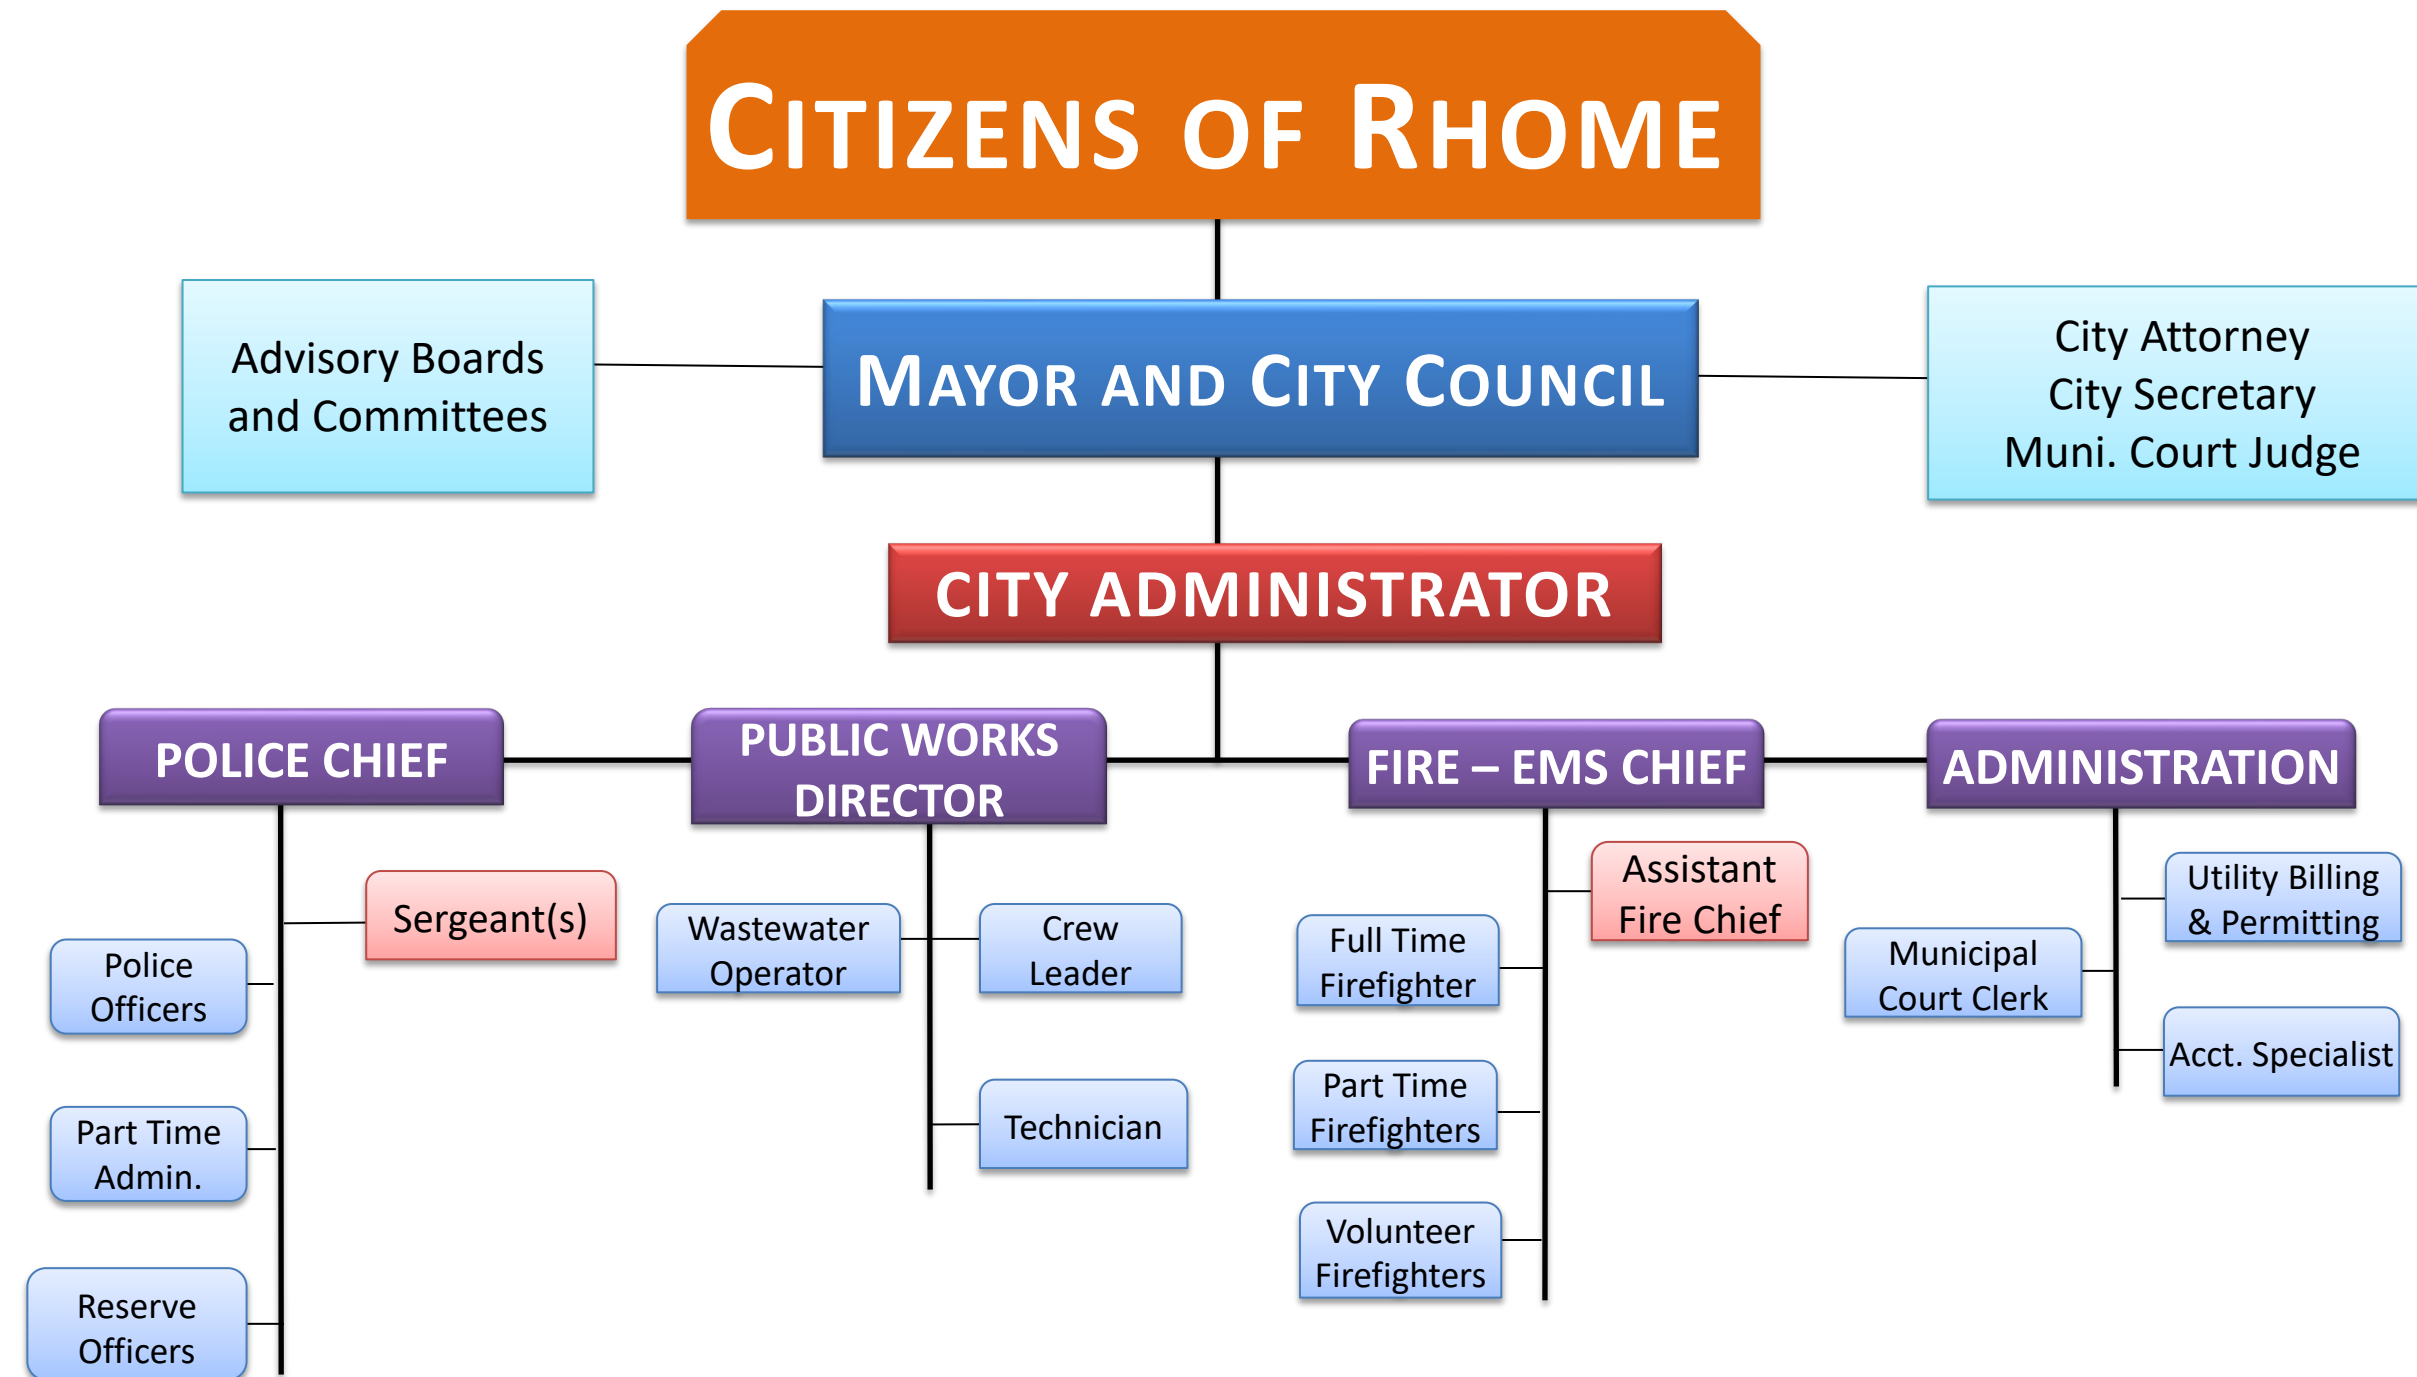 CITIZENS OF RHOME
Advisory Boards
and Committees
MAYOR AND CITY COUNCIL
City Attorney
City Secretary
Muni. Court Judge
CITY ADMINISTRATOR
POLICE CHIEF
Sergeant(s)
Police
Officers
Part Time
Admin.
Reserve
Officers
PUBLIC WORKS
DIRECTOR
Wastewater
Operator
Crew
Leader
Technician
FIRE – EMS CHIEF
Assistant
Fire Chief
Full Time
Firefighter
Part Time
Firefighters
Volunteer
Firefighters
ADMINISTRATION
Utility Billing
& Permitting
Municipal
Court Clerk
Acct. Specialist